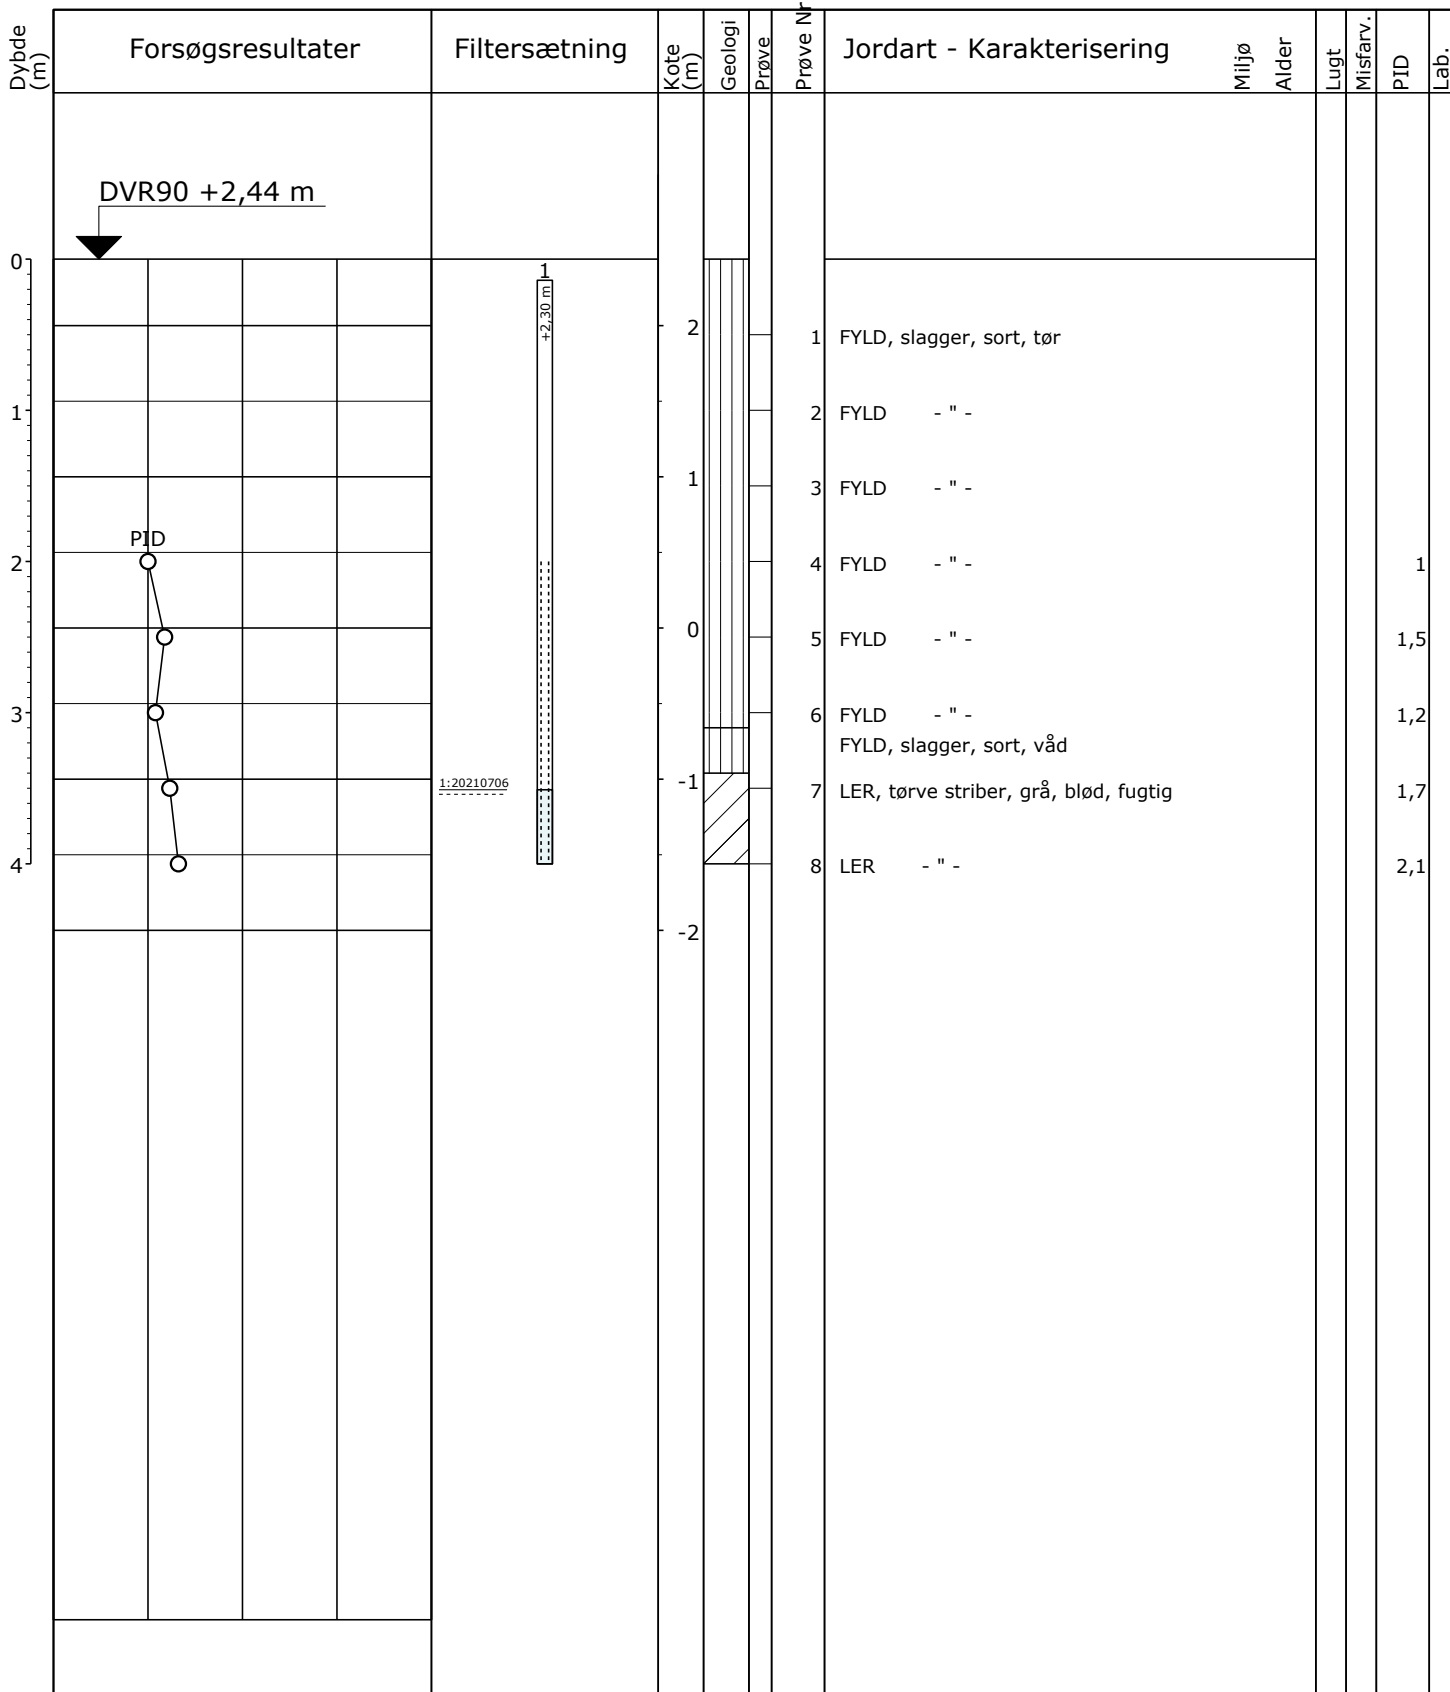 Dybde (m)
Forsøgsresultater
Filtersætning
Kote (m)
Geologi
Prøve
Prøve Nr
Jordart - Karakterisering
Miljø
Alder
Lugt
Misfarv.
PID
Lab.
DVR90 +2,44 m
0
1
+2,30 m
2
1 FYLD, slagger, sort, tør
1
2 FYLD - " -
1
3 FYLD - " -
PID
2
4 FYLD - " - 1
0
5 FYLD - " - 1,5
3
6 FYLD - " - 1,2
FYLD, slagger, sort, våd
1:20210706
-1
7 LER, tørve striber, grå, blød, fugtig 1,7
4
8 LER - " - 2,1
-2